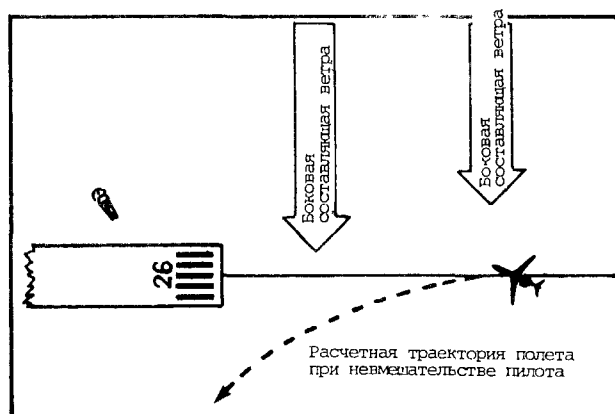 Боковая
составляющая ветра
Боковая
составляющая ветра
26
Расчетная траектория полета
при невмешательстве пилота